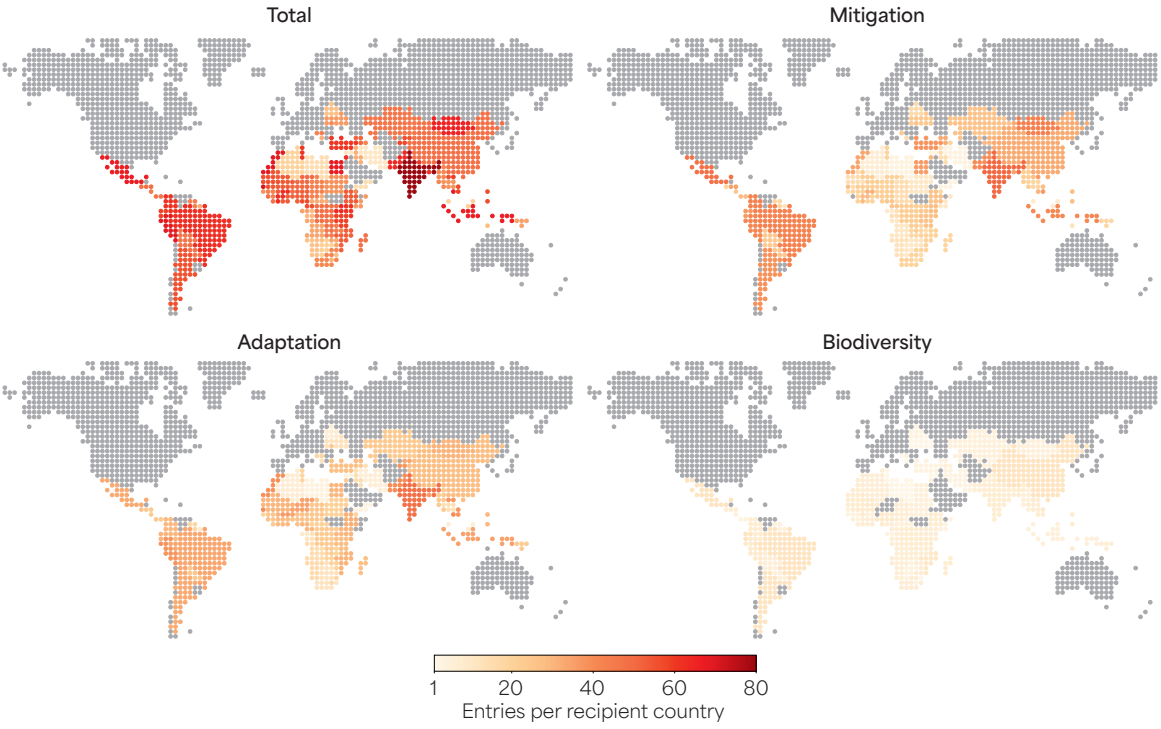 Total
Mitigation
Adaptation
Biodiversity
1 20 40 60 80
Entries per recipient country